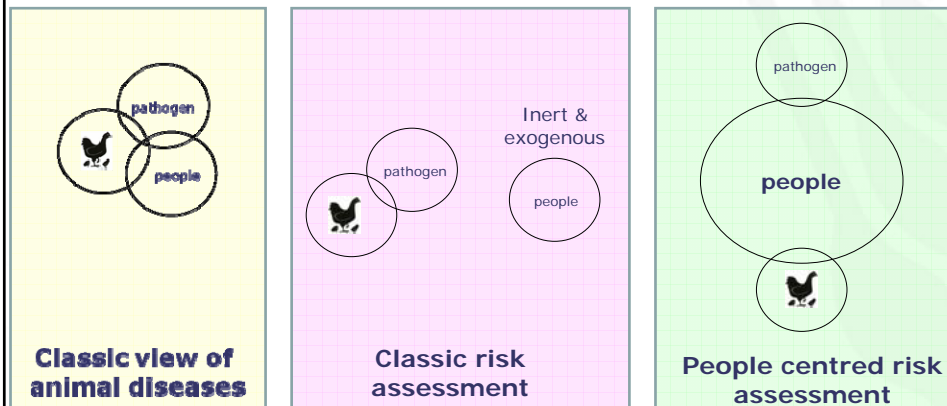 pathogen
people
Classic view of
animal diseases
Inert &
exogenous
pathogen
people
Classic risk
assessment
pathogen
people
People centred risk
assessment